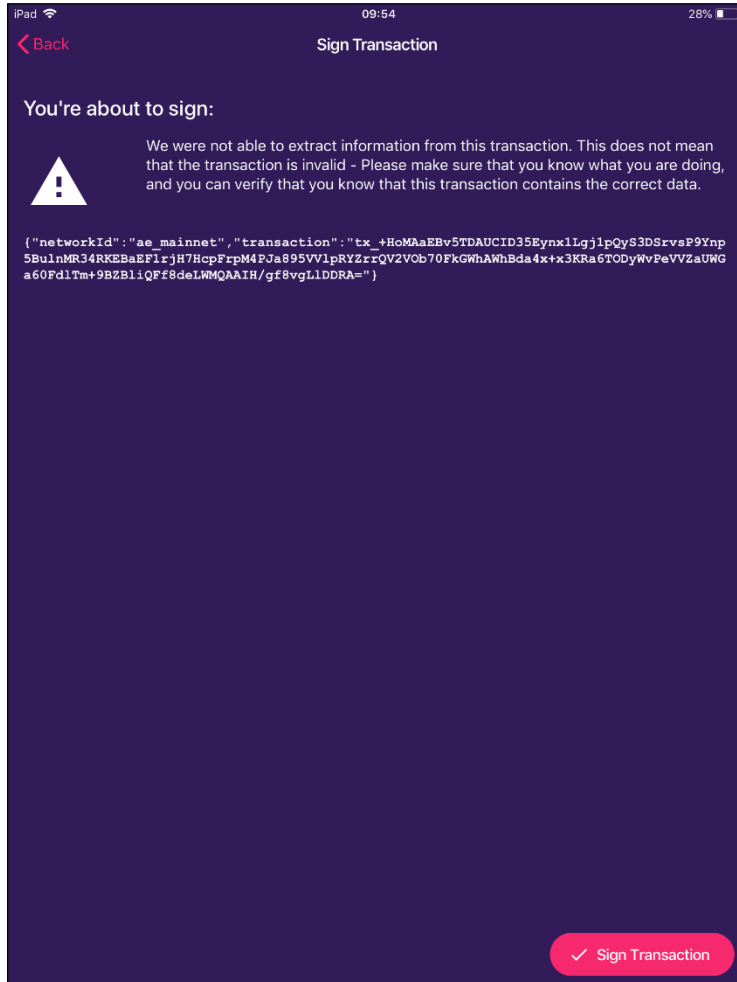 iPad 09:54 28%
Back Sign Transaction
You're about to sign:
We were not able to extract information from this transaction. This does not mean
that the transaction is invalid - Please make sure that you know what you are doing,
and you can verify that you know that this transaction contains the correct data.
{"networkId":"ae_mainnet","transaction":"tx_+HoMAaEBv5TDAUCID35Eynx1Lgj1pQyS3DSrvsP9Ynp
5BulnMR34RKEBaEF1rjH7HcpFrpM4PJa895VVlpRYZrrQV2VOb70FkGWhAWhBda4x+x3KRa6TODyWvPeVVZaUWG
a60FdlTm+9BZBliQFf8deLWMQAAIH/gf8vgLlDDRA="}
Sign Transaction